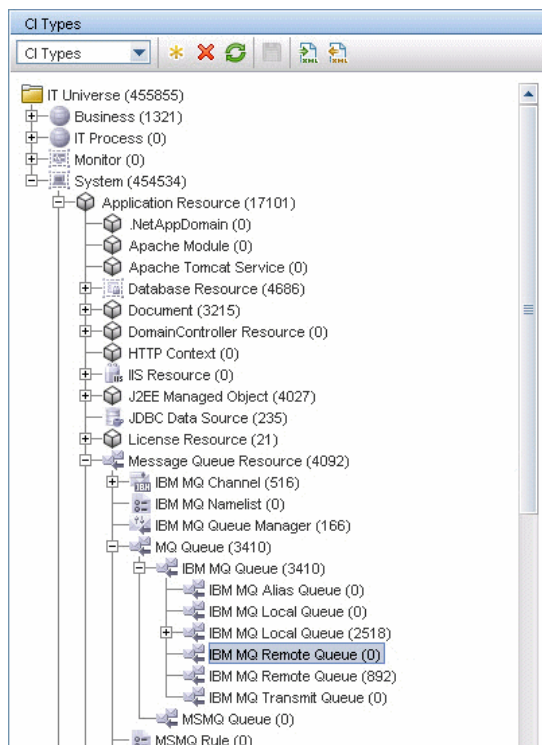 CI Types
CI Types
XML XML
IT Universe (455855)
Business (1321)
IT Process (0)
Monitor (0)
System (454534)
Application Resource (17101)
.NetAppDomain (0)
Apache Module (0)
Apache Tomcat Service (0)
Database Resource (4686)
Document (3215)
DomainController Resource (0)
HTTP Context (0)
IIS Resource (0)
J2EE Managed Object (4027)
JDBC Data Source (235)
License Resource (21)
Message Queue Resource (4092)
IBM MQ Channel (516)
IBM MQ Namelist (0)
IBM MQ Queue Manager (166)
MQ Queue (3410)
IBM MQ Queue (3410)
IBM MQ Alias Queue (0)
IBM MQ Local Queue (0)
IBM MQ Local Queue (2518)
IBM MQ Remote Queue (0)
IBM MQ Remote Queue (892)
IBM MQ Transmit Queue (0)
MSMQ Queue (0)
MSMQ Rule (0)